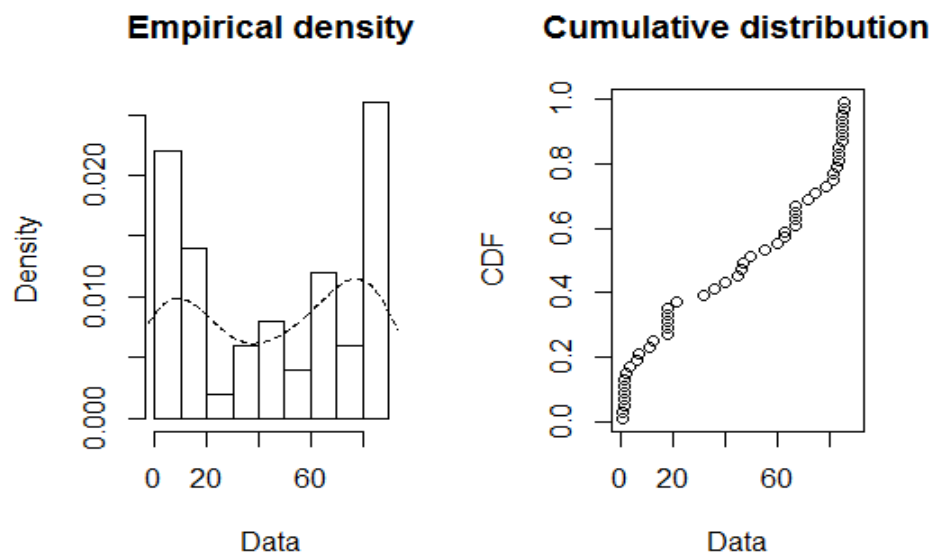 Empirical density
Density
0.000 0.010 0.020
0 20 60
Data
Cumulative distribution
CDF
0.0 0.2 0.4 0.6 0.8 1.0
0 20 60
Data